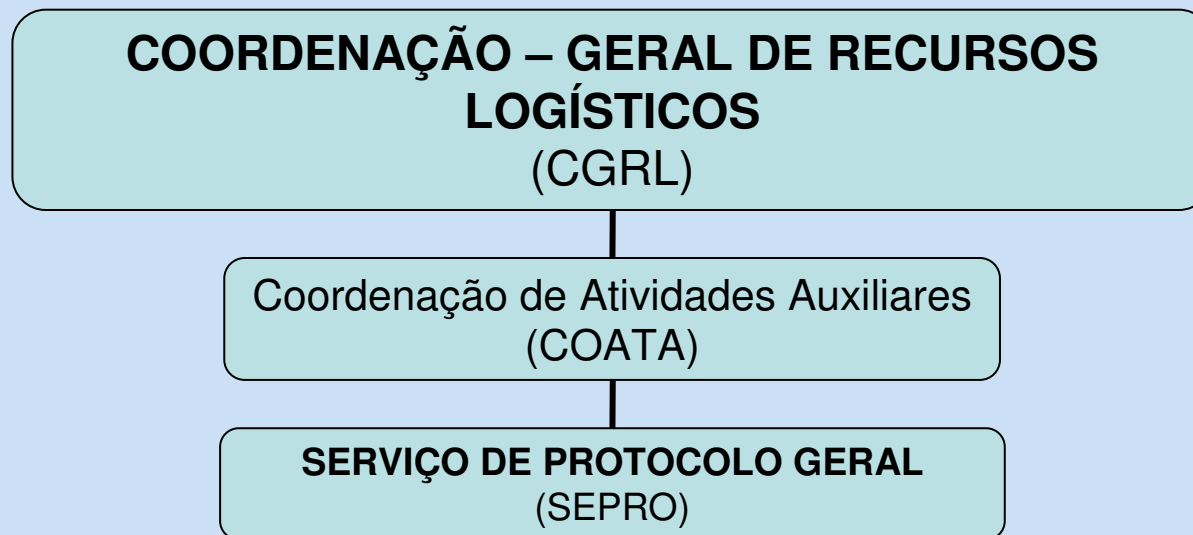 COORDENAÇÃO – GERAL DE RECURSOS
LOGÍSTICOS
(CGRL)
Coordenação de Atividades Auxiliares
(COATA)
SERVIÇO DE PROTOCOLO GERAL
(SEPRO)